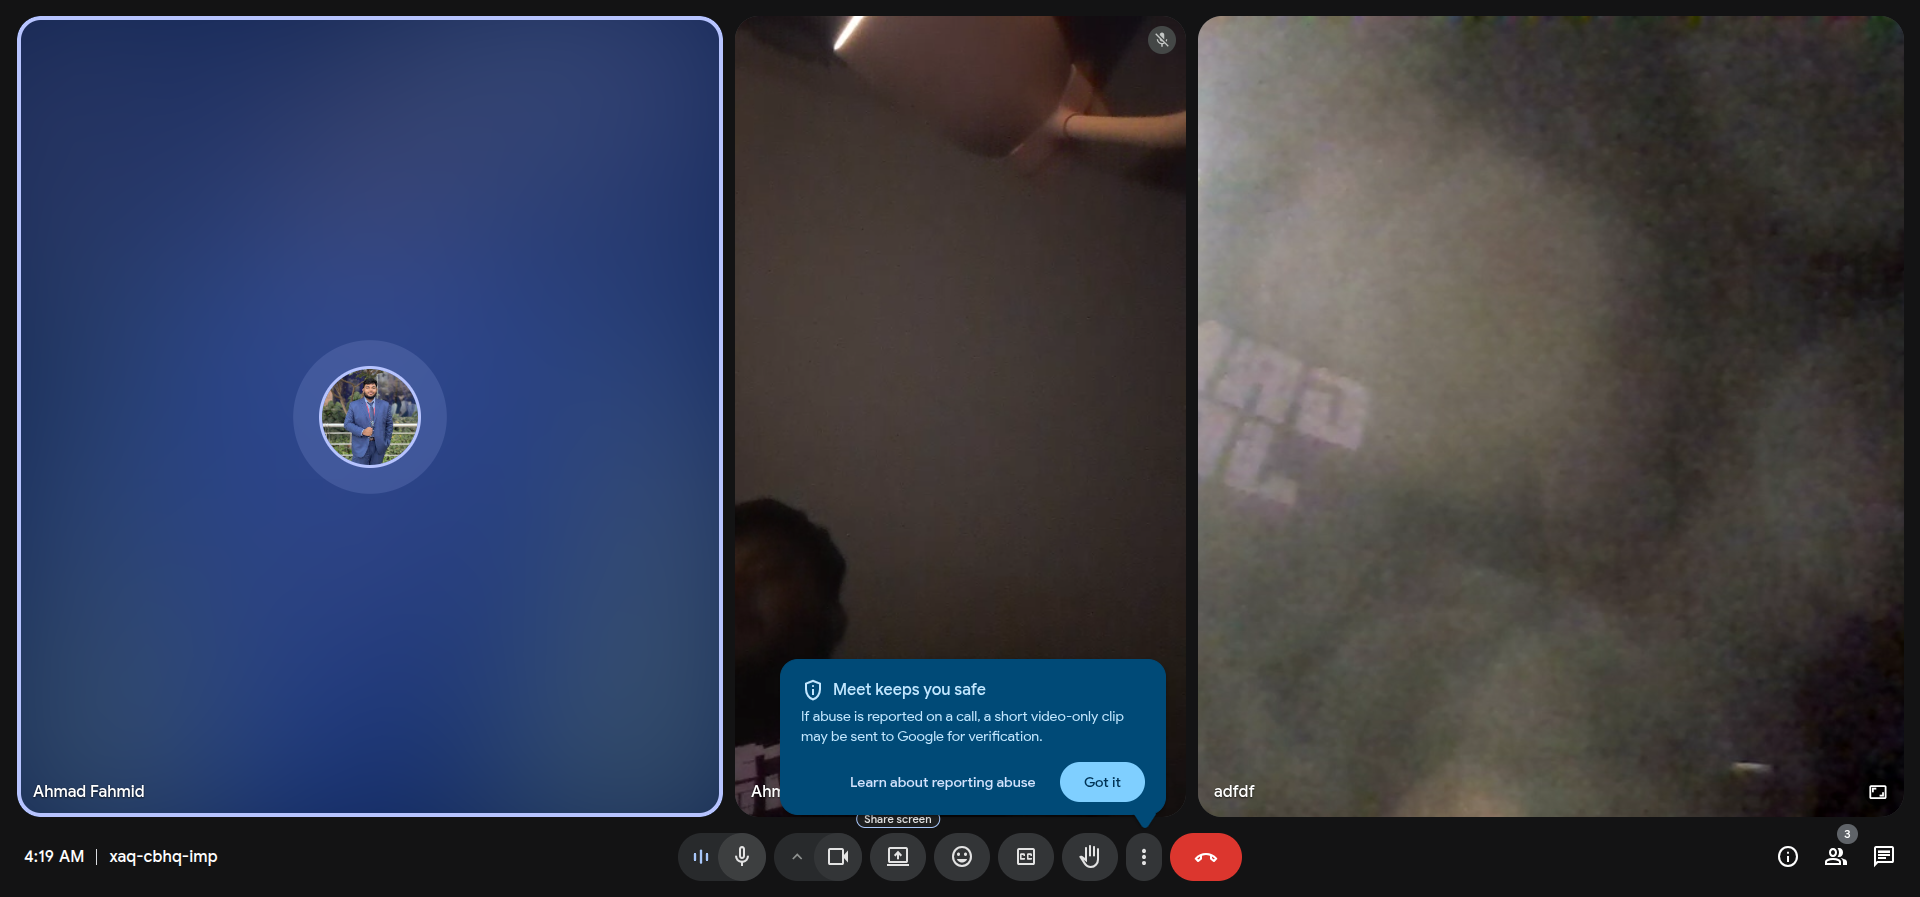 Ahmad Fahmid
Ahm
Meet keeps you safe
If abuse is reported on a call, a short video-only clip
may be sent to Google for verification.
Learn about reporting abuse
Got it
adfdf
Share screen
3
4:19 AM
xaq-cbhq-imp
CC